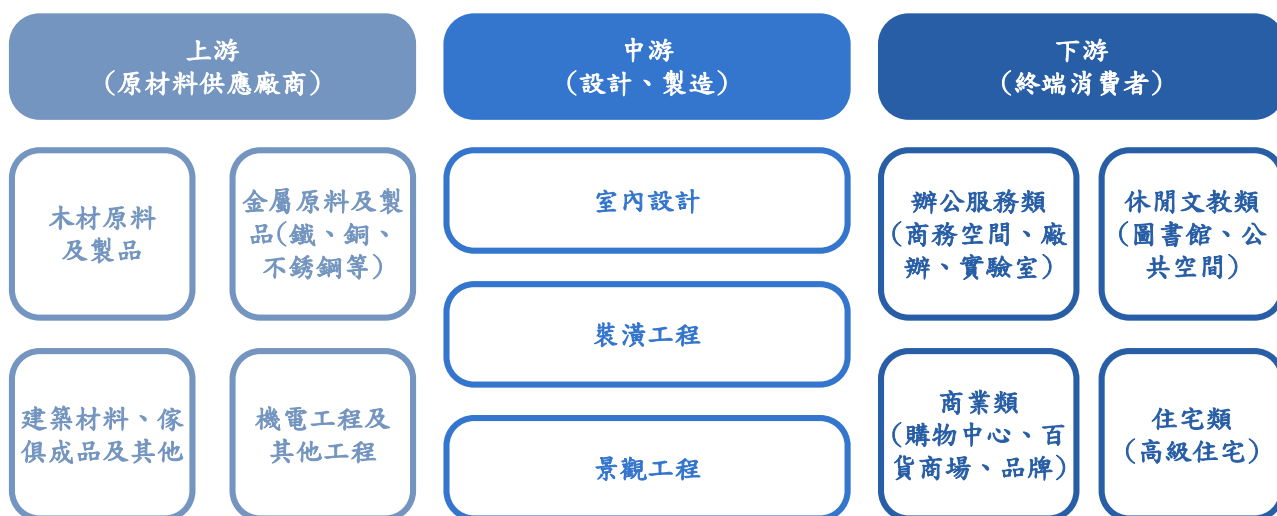 上游
（原材料供應廠商）
木材原料
及製品
金屬原料及製
品(鐵、銅、
不銹鋼等)
建築材料、傢
俱成品及其他
機電工程及
其他工程
中游
（設計、製造）
室內設計
裝潢工程
景觀工程
下游
（終端消費者）
辦公服務類
(商務空間、廠
辦、實驗室)
休閒文教類
(圖書館、公
共空間)
商業類
(購物中心、百
貨商場、品牌)
住宅類
(高級住宅)